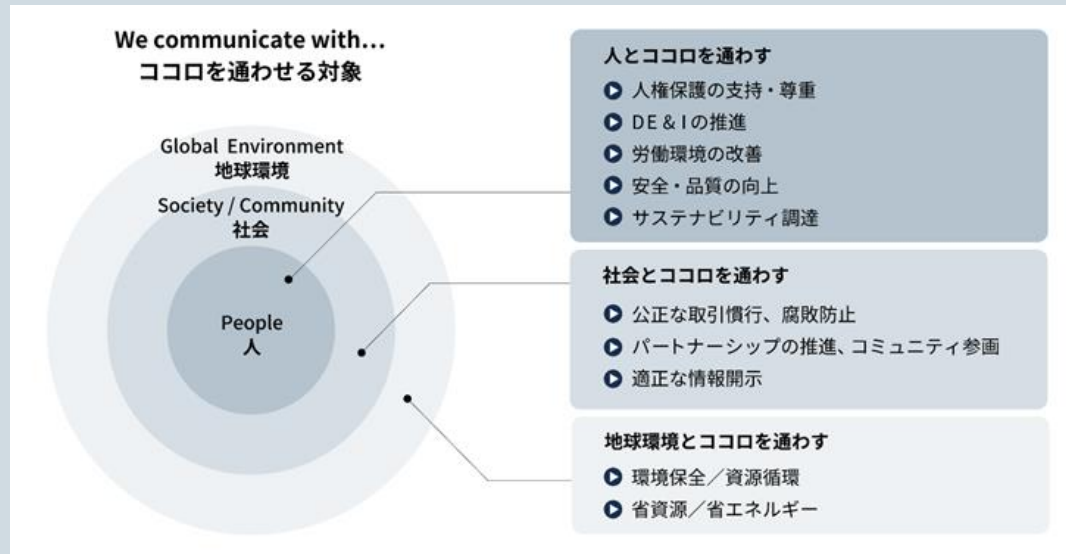 We communicate with...
ココロを通わせる対象
Global Environment
地球環境
Society / Community
社会
People
人
人とココロを通わす
人権保護の支持・尊重
DE & Iの推進
労働環境の改善
安全・品質の向上
サステナビリティ調達
社会とココロを通わす
公正な取引慣行、腐敗防止
パートナーシップの推進、コミュニティ参画
適正な情報開示
地球環境とココロを通わす
環境保全／資源循環
省資源／省エネルギー